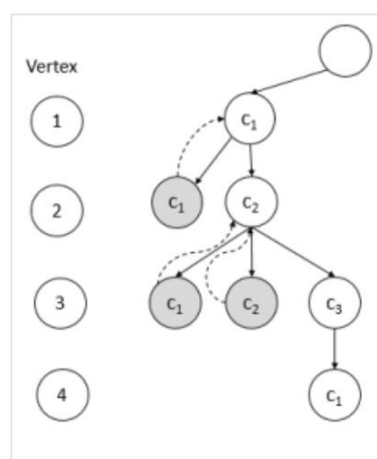 Vertex
1 c₁
2 c₁ c₂
3 c₁ c₂ c₃
4 c₁